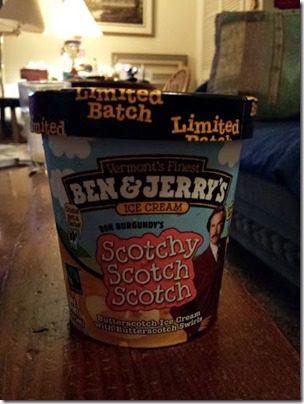 Limited
Batch
Limited
Limited
Batch
Vermont's Finest
BEN & JERRY'S
ICE CREAM
RON BURGUNDY'S
Scotchy
Scotch
Scotch
Butterscotch Ice Cream
with Butterscotch Swirls